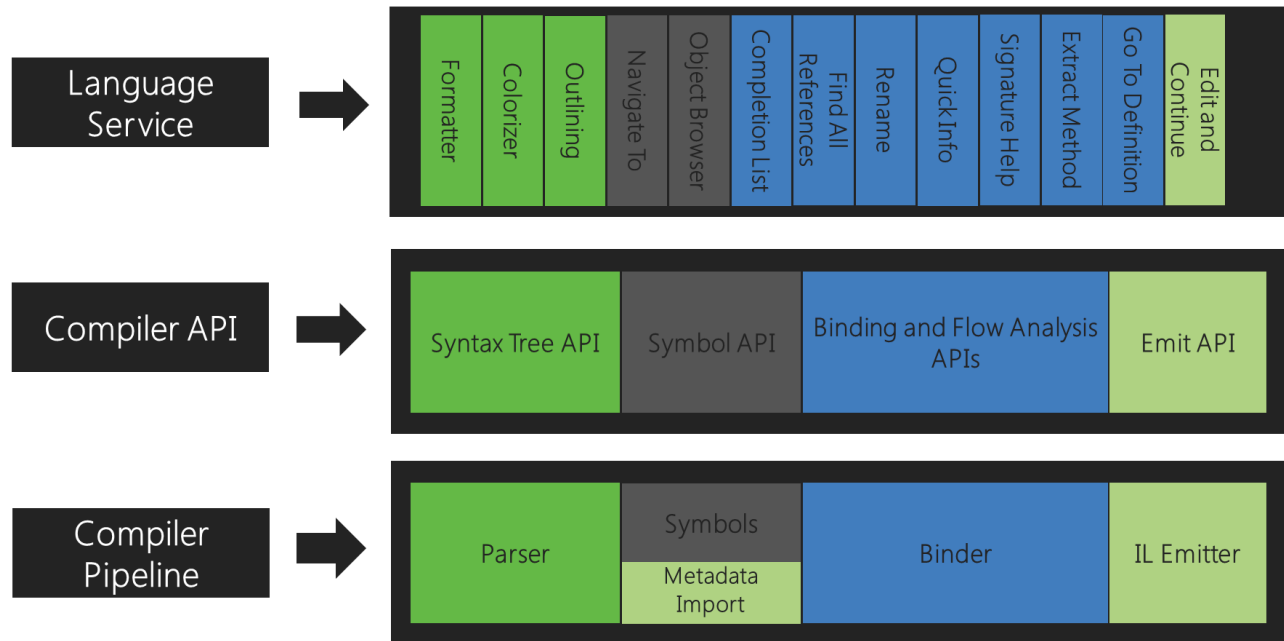 Language
Service
Formatter
Colorizer
Outlining
Navigate To
Object Browser
Completion List
Find All
References
Rename
Quick Info
Signature Help
Extract Method
Go To Definition
Edit and
Continue
Compiler API
Syntax Tree API
Symbol API
Binding and Flow Analysis
APIs
Emit API
Compiler
Pipeline
Parser
Symbols
Metadata
Import
Binder
IL Emitter